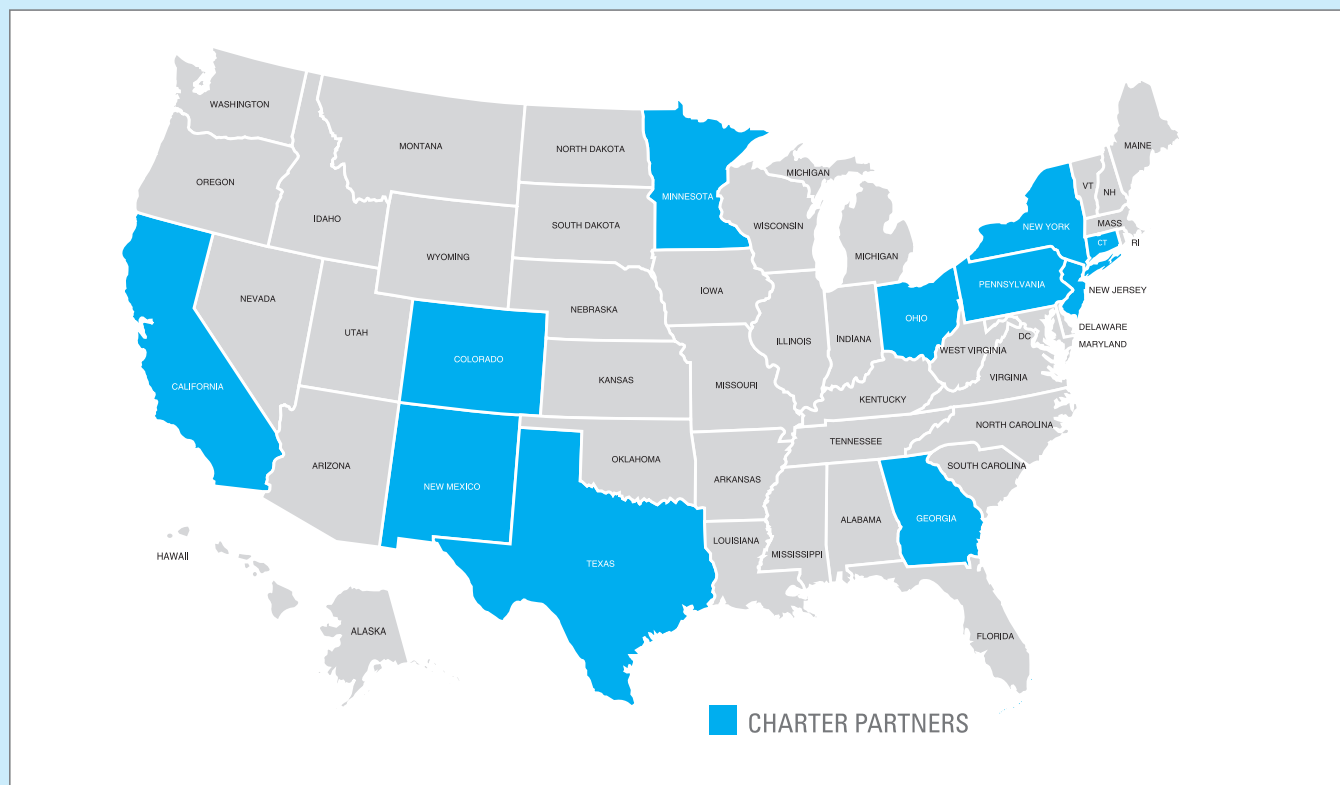 WASHINGTON
MONTANA
NORTH DAKOTA
MAINE
MICHIGAN
OREGON
VT
NH
MINNESOTA
IDAHO
SOUTH DAKOTA
WISCONSIN
MASS
NEW YORK
CT
RI
WYOMING
MICHIGAN
PENNSYLVANIA
NEW JERSEY
IOWA
NEVADA
NEBRASKA
OHIO
UTAH
ILLINOIS
INDIANA
DC
DELAWARE
MARYLAND
WEST VIRGINIA
COLORADO
KANSAS
VIRGINIA
CALIFORNIA
MISSOURI
KENTUCKY
NORTH CAROLINA
TENNESSEE
ARIZONA
OKLAHOMA
SOUTH CAROLINA
NEW MEXICO
ARKANSAS
ALABAMA
GEORGIA
LOUISIANA
MISSISSIPPI
HAWAII
TEXAS
ALASKA
FLORIDA
CHARTER PARTNERS